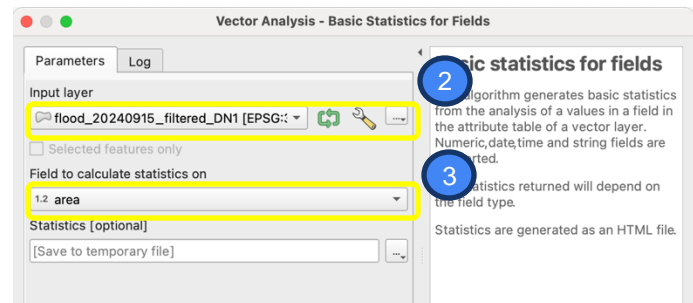 Vector Analysis - Basic Statistics for Fields
Parameters Log
Input layer
flood_20240915_filtered_DN1 [EPSG:
Selected features only
Field to calculate statistics on
1.2 area
Statistics [optional]
[Save to temporary file]
...
2
3
sic statistics for fields
algorithm generates basic statistics
from the analysis of a values in a field in
the attribute table of a vector layer.
Numeric,date,time and string fields are
statistics returned will depend on
the field type.
Statistics are generated as an HTML file.